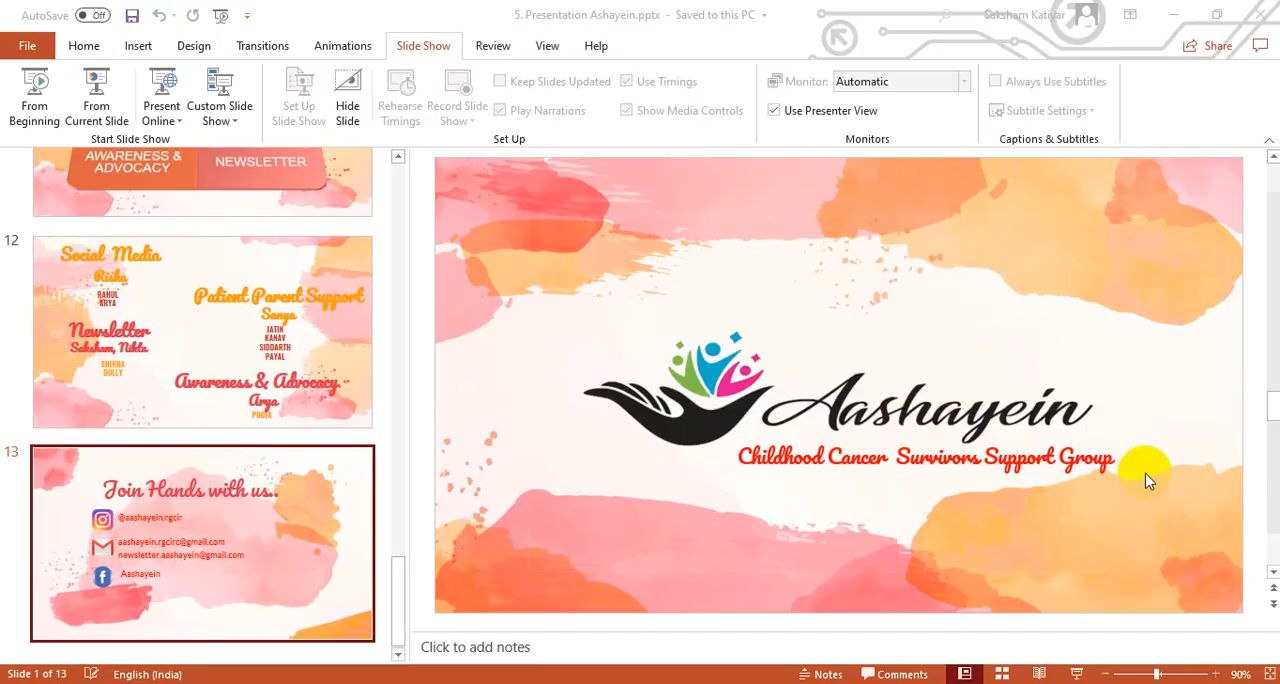 AutoSave Off 5. Presentation Ashayein.pptx - Saved to this PC Saksham Katiyar
File Home Insert Design Transitions Animations Slide Show Review View Help Share
From Beginning
From Current Slide
Present Online
Custom Slide Show
Start Slide Show
Set Up Slide Show
Hide Slide
Rehearse Timings
Record Slide Show
Keep Slides Updated
Play Narrations
Use Timings
Show Media Controls
Set Up
Monitor: Automatic
Use Presenter View
Monitors
Always Use Subtitles
Subtitle Settings
Captions & Subtitles
AWARENESS &
ADVOCACY
NEWSLETTER
12
Social Media
Risha
RAHUL
ARYA
Newsletter
Saksham, Nikta
SHIKHA
DOLLY
Patient Parent Support
Sanya
JATIN
KANAV
SIDDARTH
PAYAL
Awareness & Advocacy
Arya
POOJA
13
Join Hands with us..
@aashayein.rgcir
aashayein.rgcirc@gmail.com
newsletter.aashayein@gmail.com
Aashayein
Aashayein
Childhood Cancer Survivors Support Group
Click to add notes
Slide 1 of 13 English (India) Notes Comments 90%